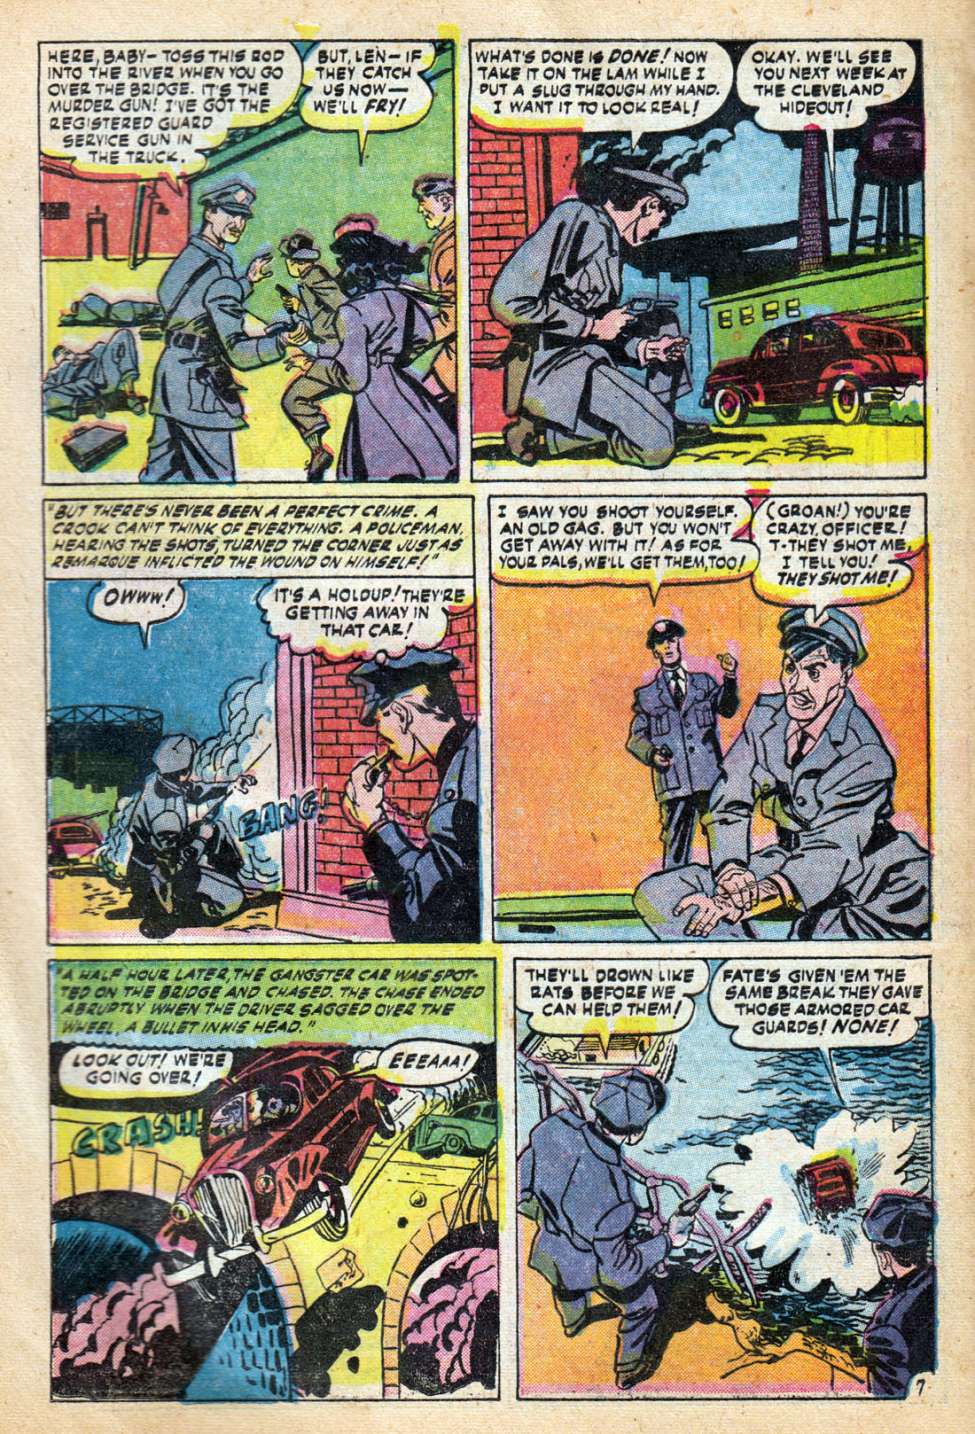 HERE, BABY— TOSS THIS ROD
INTO THE RIVER WHEN YOU GO
OVER THE BRIDGE. IT'S THE
MURDER GUN! I'VE GOT THE
REGISTERED GUARD
SERVICE GUN IN
THE TRUCK.
BUT, LEN— IF
THEY CATCH
US NOW—
WE'LL FRY!
WHAT'S DONE IS DONE! NOW
TAKE IT ON THE LAM WHILE I
PUT A SLUG THROUGH MY HAND.
I WANT IT TO LOOK REAL!
OKAY. WE'LL SEE
YOU NEXT WEEK AT
THE CLEVELAND
HIDEOUT!
"BUT THERE'S NEVER BEEN A PERFECT CRIME. A
CROOK CAN'T THINK OF EVERYTHING. A POLICEMAN,
HEARING THE SHOTS, TURNED THE CORNER JUST AS
REMARQUE INFLICTED THE WOUND ON HIMSELF!"
OWWW!
IT'S A HOLDUP! THEY'RE
GETTING AWAY IN
THAT CAR!
BANG!
I SAW YOU SHOOT YOURSELF.
AN OLD GAG. BUT YOU WON'T
GET AWAY WITH IT! AS FOR
YOUR PALS, WE'LL GET THEM, TOO!
(GROAN!) YOU'RE
CRAZY, OFFICER!
T-THEY SHOT ME,
I TELL YOU!
THEY SHOT ME!
"A HALF HOUR LATER, THE GANGSTER CAR WAS SPOT-
TED ON THE BRIDGE AND CHASED. THE CHASE ENDED
ABRUPTLY WHEN THE DRIVER SAGGED OVER THE
WHEEL, A BULLET IN HIS HEAD."
LOOK OUT! WE'RE
GOING OVER!
EEEAAA!
CRASH!
THEY'LL DROWN LIKE
RATS BEFORE WE
CAN HELP THEM!
FATE'S GIVEN 'EM THE
SAME BREAK THEY GAVE
THOSE ARMORED CAR
GUARDS! NONE!
7